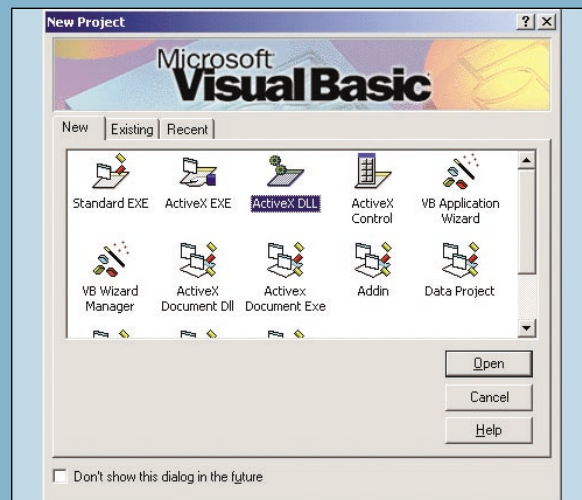 New Project
Microsoft
Visual Basic
New Existing Recent
Standard EXE ActiveX EXE ActiveX DLL ActiveX Control VB Application Wizard
VB Wizard Manager ActiveX Document Dll Activex Document Exe Addin Data Project
Open
Cancel
Help
Don't show this dialog in the future